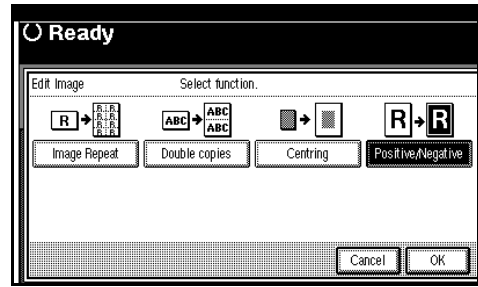 Ready
Edit Image Select function.
R R R R R R R ABC ABC ABC R R
Image Repeat Double copies Centring Positive/Negative
Cancel OK